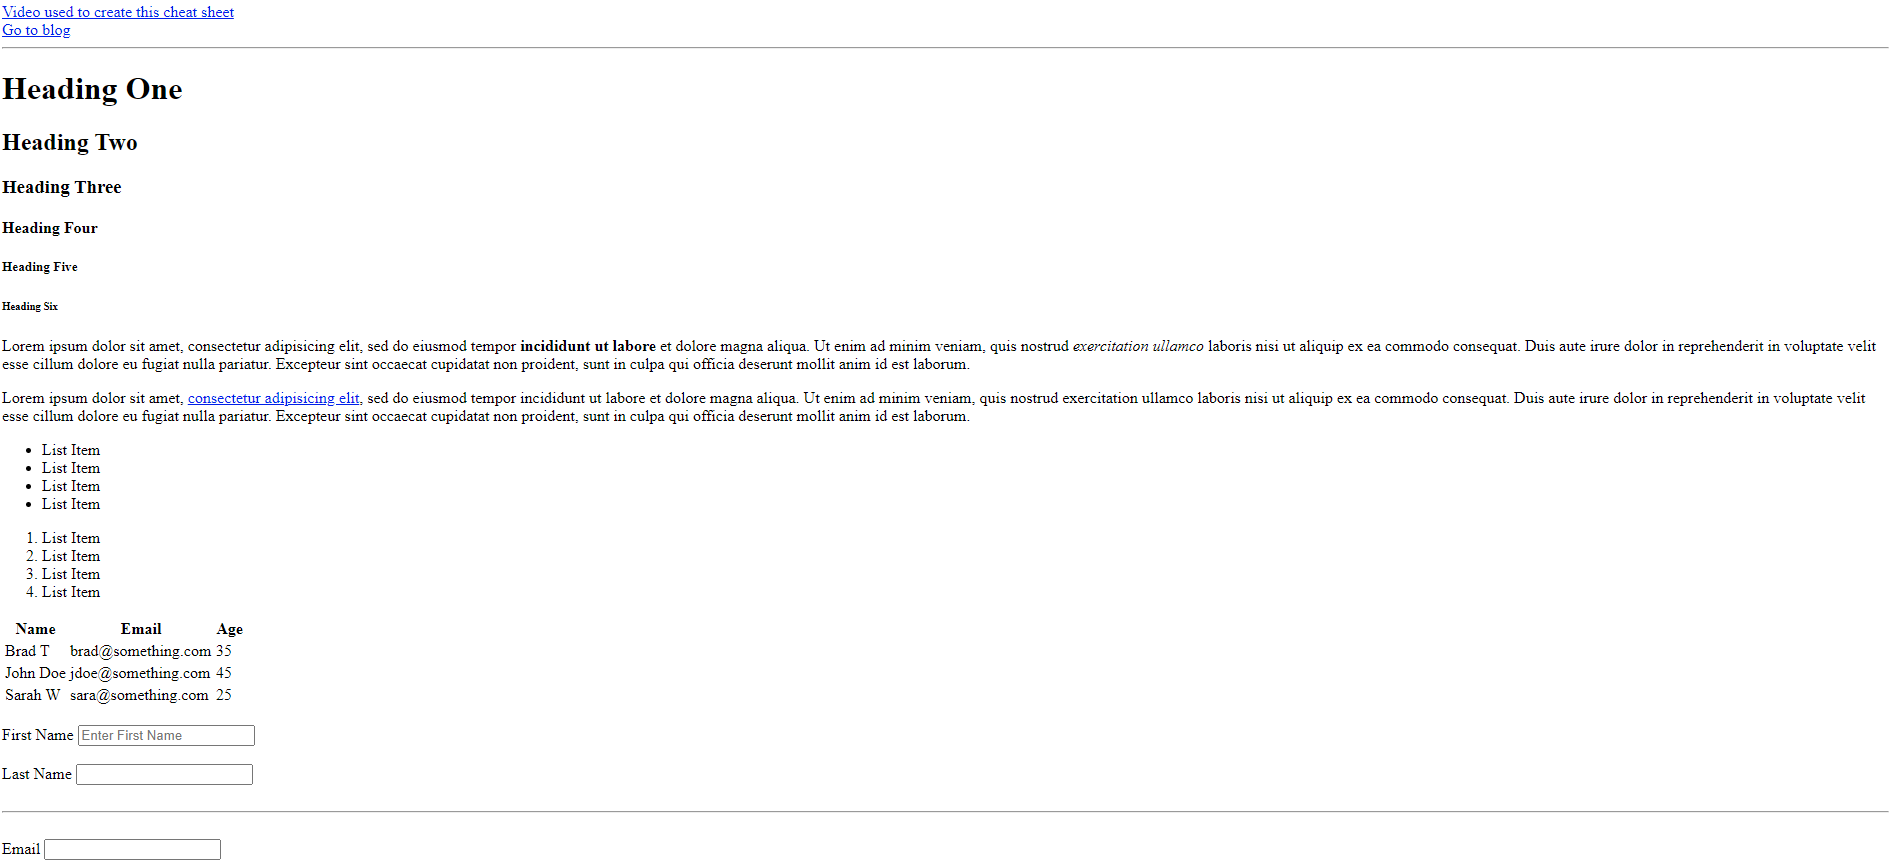 Video used to create this cheat sheet
Go to blog
Heading One
Heading Two
Heading Three
Heading Four
Heading Five
Heading Six
Lorem ipsum dolor sit amet, consectetur adipisicing elit, sed do eiusmod tempor incididunt ut labore et dolore magna aliqua. Ut enim ad minim veniam, quis nostrud exercitation ullamco laboris nisi ut aliquip ex ea commodo consequat. Duis aute irure dolor in reprehenderit in voluptate velit
esse cillum dolore eu fugiat nulla pariatur. Excepteur sint occaecat cupidatat non proident, sunt in culpa qui officia deserunt mollit anim id est laborum.
Lorem ipsum dolor sit amet, consectetur adipisicing elit, sed do eiusmod tempor incididunt ut labore et dolore magna aliqua. Ut enim ad minim veniam, quis nostrud exercitation ullamco laboris nisi ut aliquip ex ea commodo consequat. Duis aute irure dolor in reprehenderit in voluptate velit
esse cillum dolore eu fugiat nulla pariatur. Excepteur sint occaecat cupidatat non proident, sunt in culpa qui officia deserunt mollit anim id est laborum.
• List Item
• List Item
• List Item
• List Item
1. List Item
2. List Item
3. List Item
4. List Item
Name Email Age
Brad T brad@something.com 35
John Doe jdoe@something.com 45
Sarah W sara@something.com 25
First Name Enter First Name
Last Name
Email